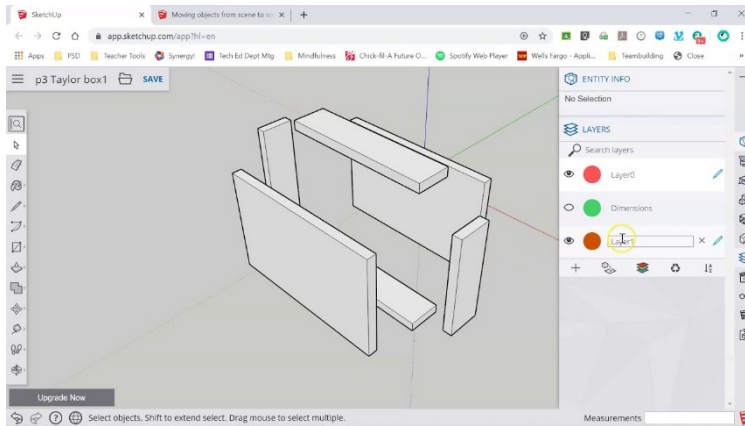 SketchUp
Moving objects from scene to sc
app.sketchup.com/app?hl=en
Apps PSD Teacher Tools Synergy! Tech Ed Dept Mtg Mindfulness Chick-fil-A Future O... Spotify Web Player Wells Fargo - Appli... Teambuilding Close
p3 Taylor box1 SAVE
ENTITY INFO
No Selection
LAYERS
Search layers
Layer0
Dimensions
Layer1
Upgrade Now
Select objects. Shift to extend select. Drag mouse to select multiple.
Measurements